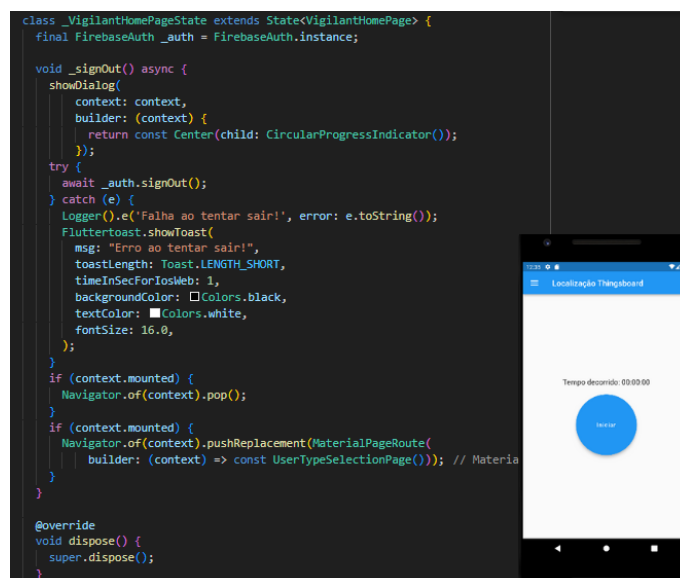 class _VigilantHomePageState extends State<VigilantHomePage> {
final FirebaseAuth _auth = FirebaseAuth.instance;
void _signOut() async {
showDialog(
context: context,
builder: (context) {
return const Center(child: CircularProgressIndicator());
});
try {
await _auth.signOut();
} catch (e) {
Logger().e('Falha ao tentar sair!', error: e.toString());
Fluttertoast.showToast(
msg: "Erro ao tentar sair!",
toastLength: Toast.LENGTH_SHORT,
timeInSecForIosWeb: 1,
backgroundColor: Colors.black,
textColor: Colors.white,
fontSize: 16.0,
);
}
if (context.mounted) {
Navigator.of(context).pop();
}
if (context.mounted) {
Navigator.of(context).pushReplacement(MaterialPageRoute(
builder: (context) => const UserTypeSelectionPage())); // Materia
}
}
@override
void dispose() {
super.dispose();
}
12:35
Localização Thingsboard
Tempo decorrido: 00:00:00